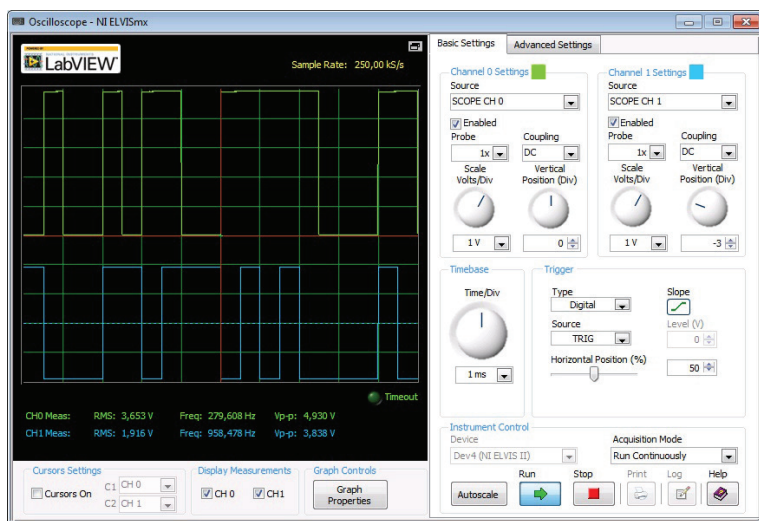 Oscilloscope - NI ELVISmx
LabVIEW
Sample Rate: 250,00 kS/s
Timeout
CH0 Meas: RMS: 3,653 V Freq: 279,608 Hz Vp-p: 4,930 V
CH1 Meas: RMS: 1,916 V Freq: 958,478 Hz Vp-p: 3,838 V
Cursors Settings
Cursors On
C1 CH 0
C2 CH 1
Display Measurements
CH 0 CH1
Graph Controls
Graph
Properties
Basic Settings Advanced Settings
Channel 0 Settings
Source
SCOPE CH 0
Enabled
Probe Coupling
1x DC
Scale Vertical
Volts/Div Position (Div)
1 V 0
Channel 1 Settings
Source
SCOPE CH 1
Enabled
Probe Coupling
1x DC
Scale Vertical
Volts/Div Position (Div)
1 V -3
Timebase
Time/Div
1 ms
Trigger
Type Slope
Digital
Source Level (V)
TRIG 0
Horizontal Position (%)
50
Instrument Control
Device Acquisition Mode
Dev4 (NI ELVIS II) Run Continuously
Run Stop Print Log Help
Autoscale